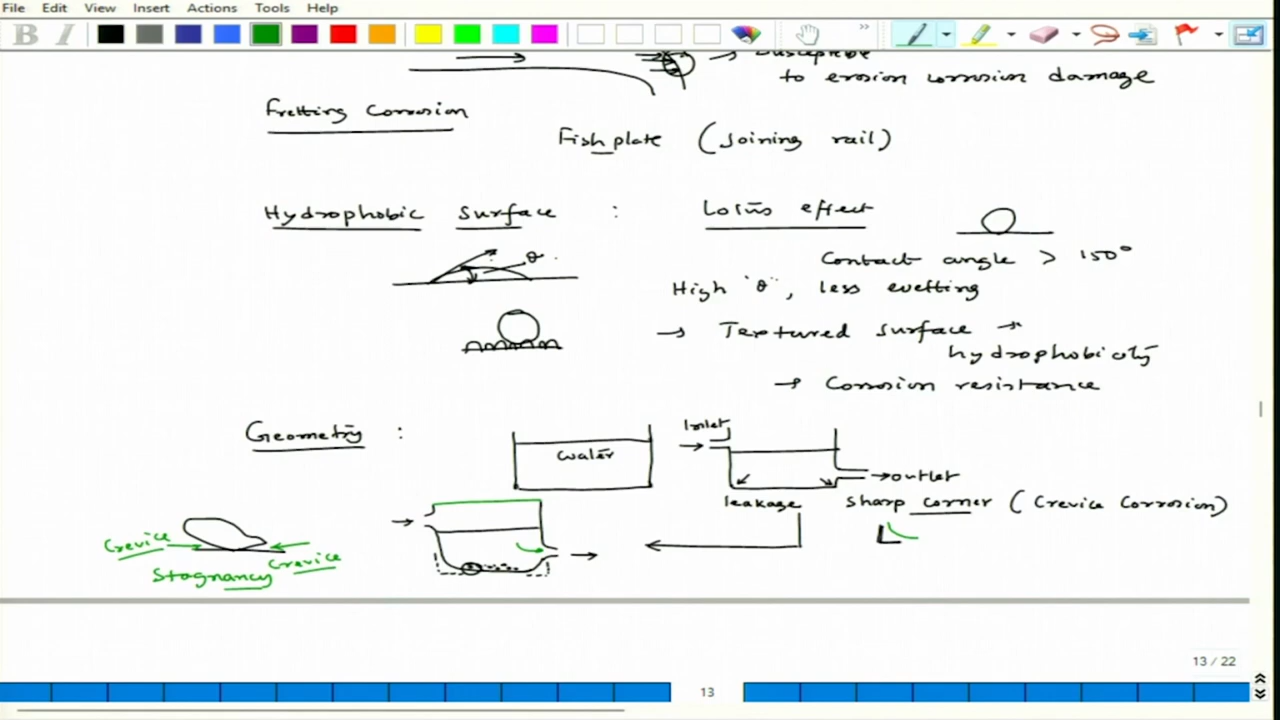 File Edit View Insert Actions Tools Help
B I
→ Susceptible
to erosion corrosion damage
Fretting Corrosion
Fishplate (Joining rail)
Hydrophobic Surface : Lotus effect
θ
Contact angle > 150°
High "θ", less wetting
→ Textured surface →
hydrophobicity
→ Corrosion resistance
Geometry :
Inlet
water
→ outlet
leakage sharp corner (Crevice Corrosion)
Crevice
Crevice
Stagnancy
13 / 22
13